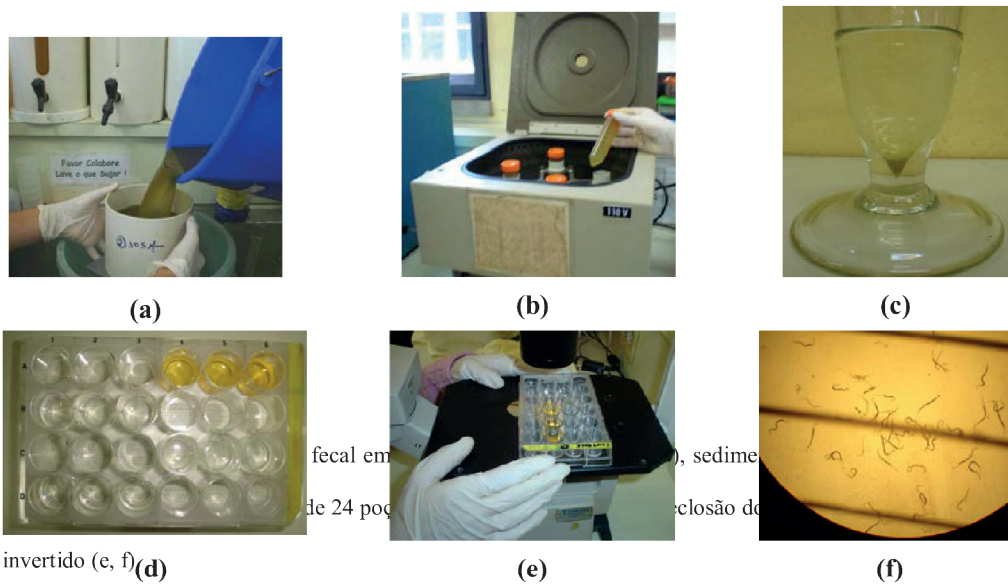 Favor Colabore
Lave o que Sujar !
110 V
(a)
(b)
(c)
1 2 3 4 5 6
A
B
C
D
fecal em ), sedime
de 24 poç eclosão d
invertido (e, f)
(d)
(e)
(f)